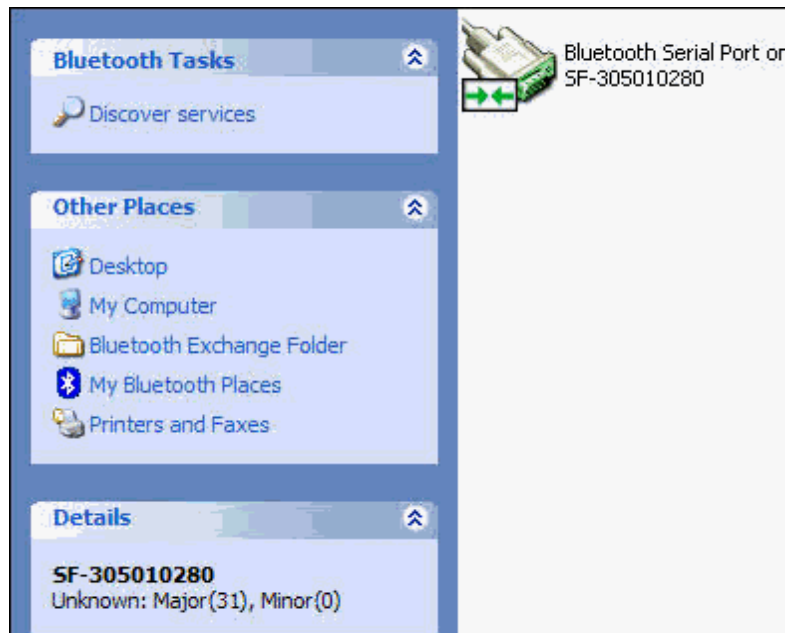 Bluetooth Tasks
Discover services
Other Places
Desktop
My Computer
Bluetooth Exchange Folder
My Bluetooth Places
Printers and Faxes
Details
SF-305010280
Unknown: Major(31), Minor(0)
Bluetooth Serial Port on
SF-305010280